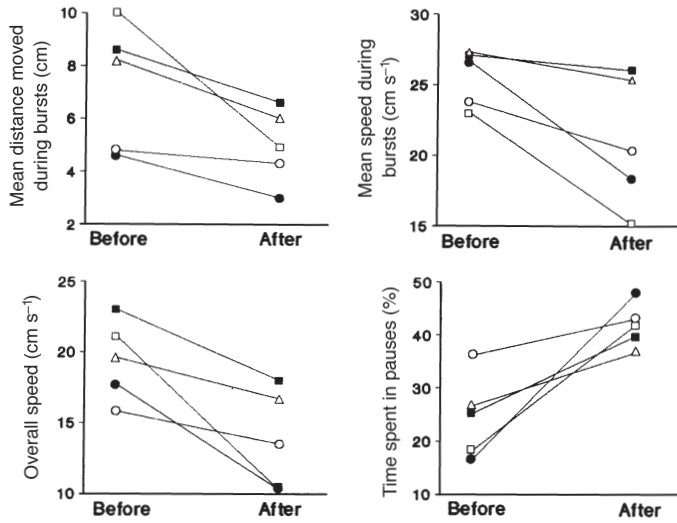 Mean distance moved
during bursts (cm)
10
8
6
4
2
Before After
Mean speed during
bursts (cm s⁻¹)
30
25
20
15
Before After
Overall speed (cm s⁻¹)
25
20
15
10
Before After
Time spent in pauses (%)
50
40
30
20
10
Before After